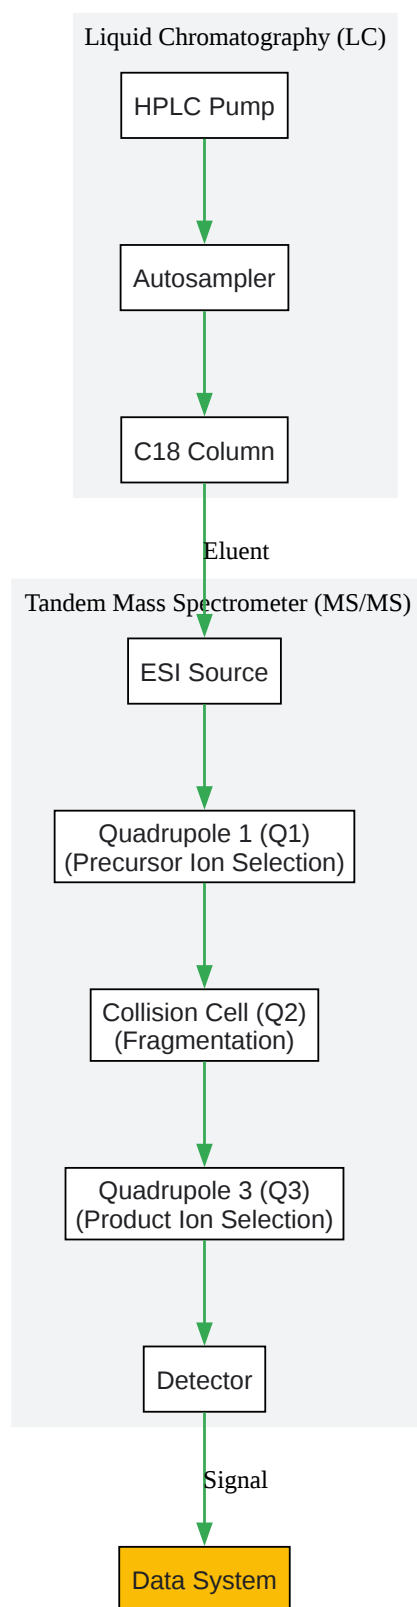 Liquid Chromatography (LC)
HPLC Pump
Autosampler
C18 Column
Eluent
Tandem Mass Spectrometer (MS/MS)
ESI Source
Quadrupole 1 (Q1)
(Precursor Ion Selection)
Collision Cell (Q2)
(Fragmentation)
Quadrupole 3 (Q3)
(Product Ion Selection)
Detector
Signal
Data System